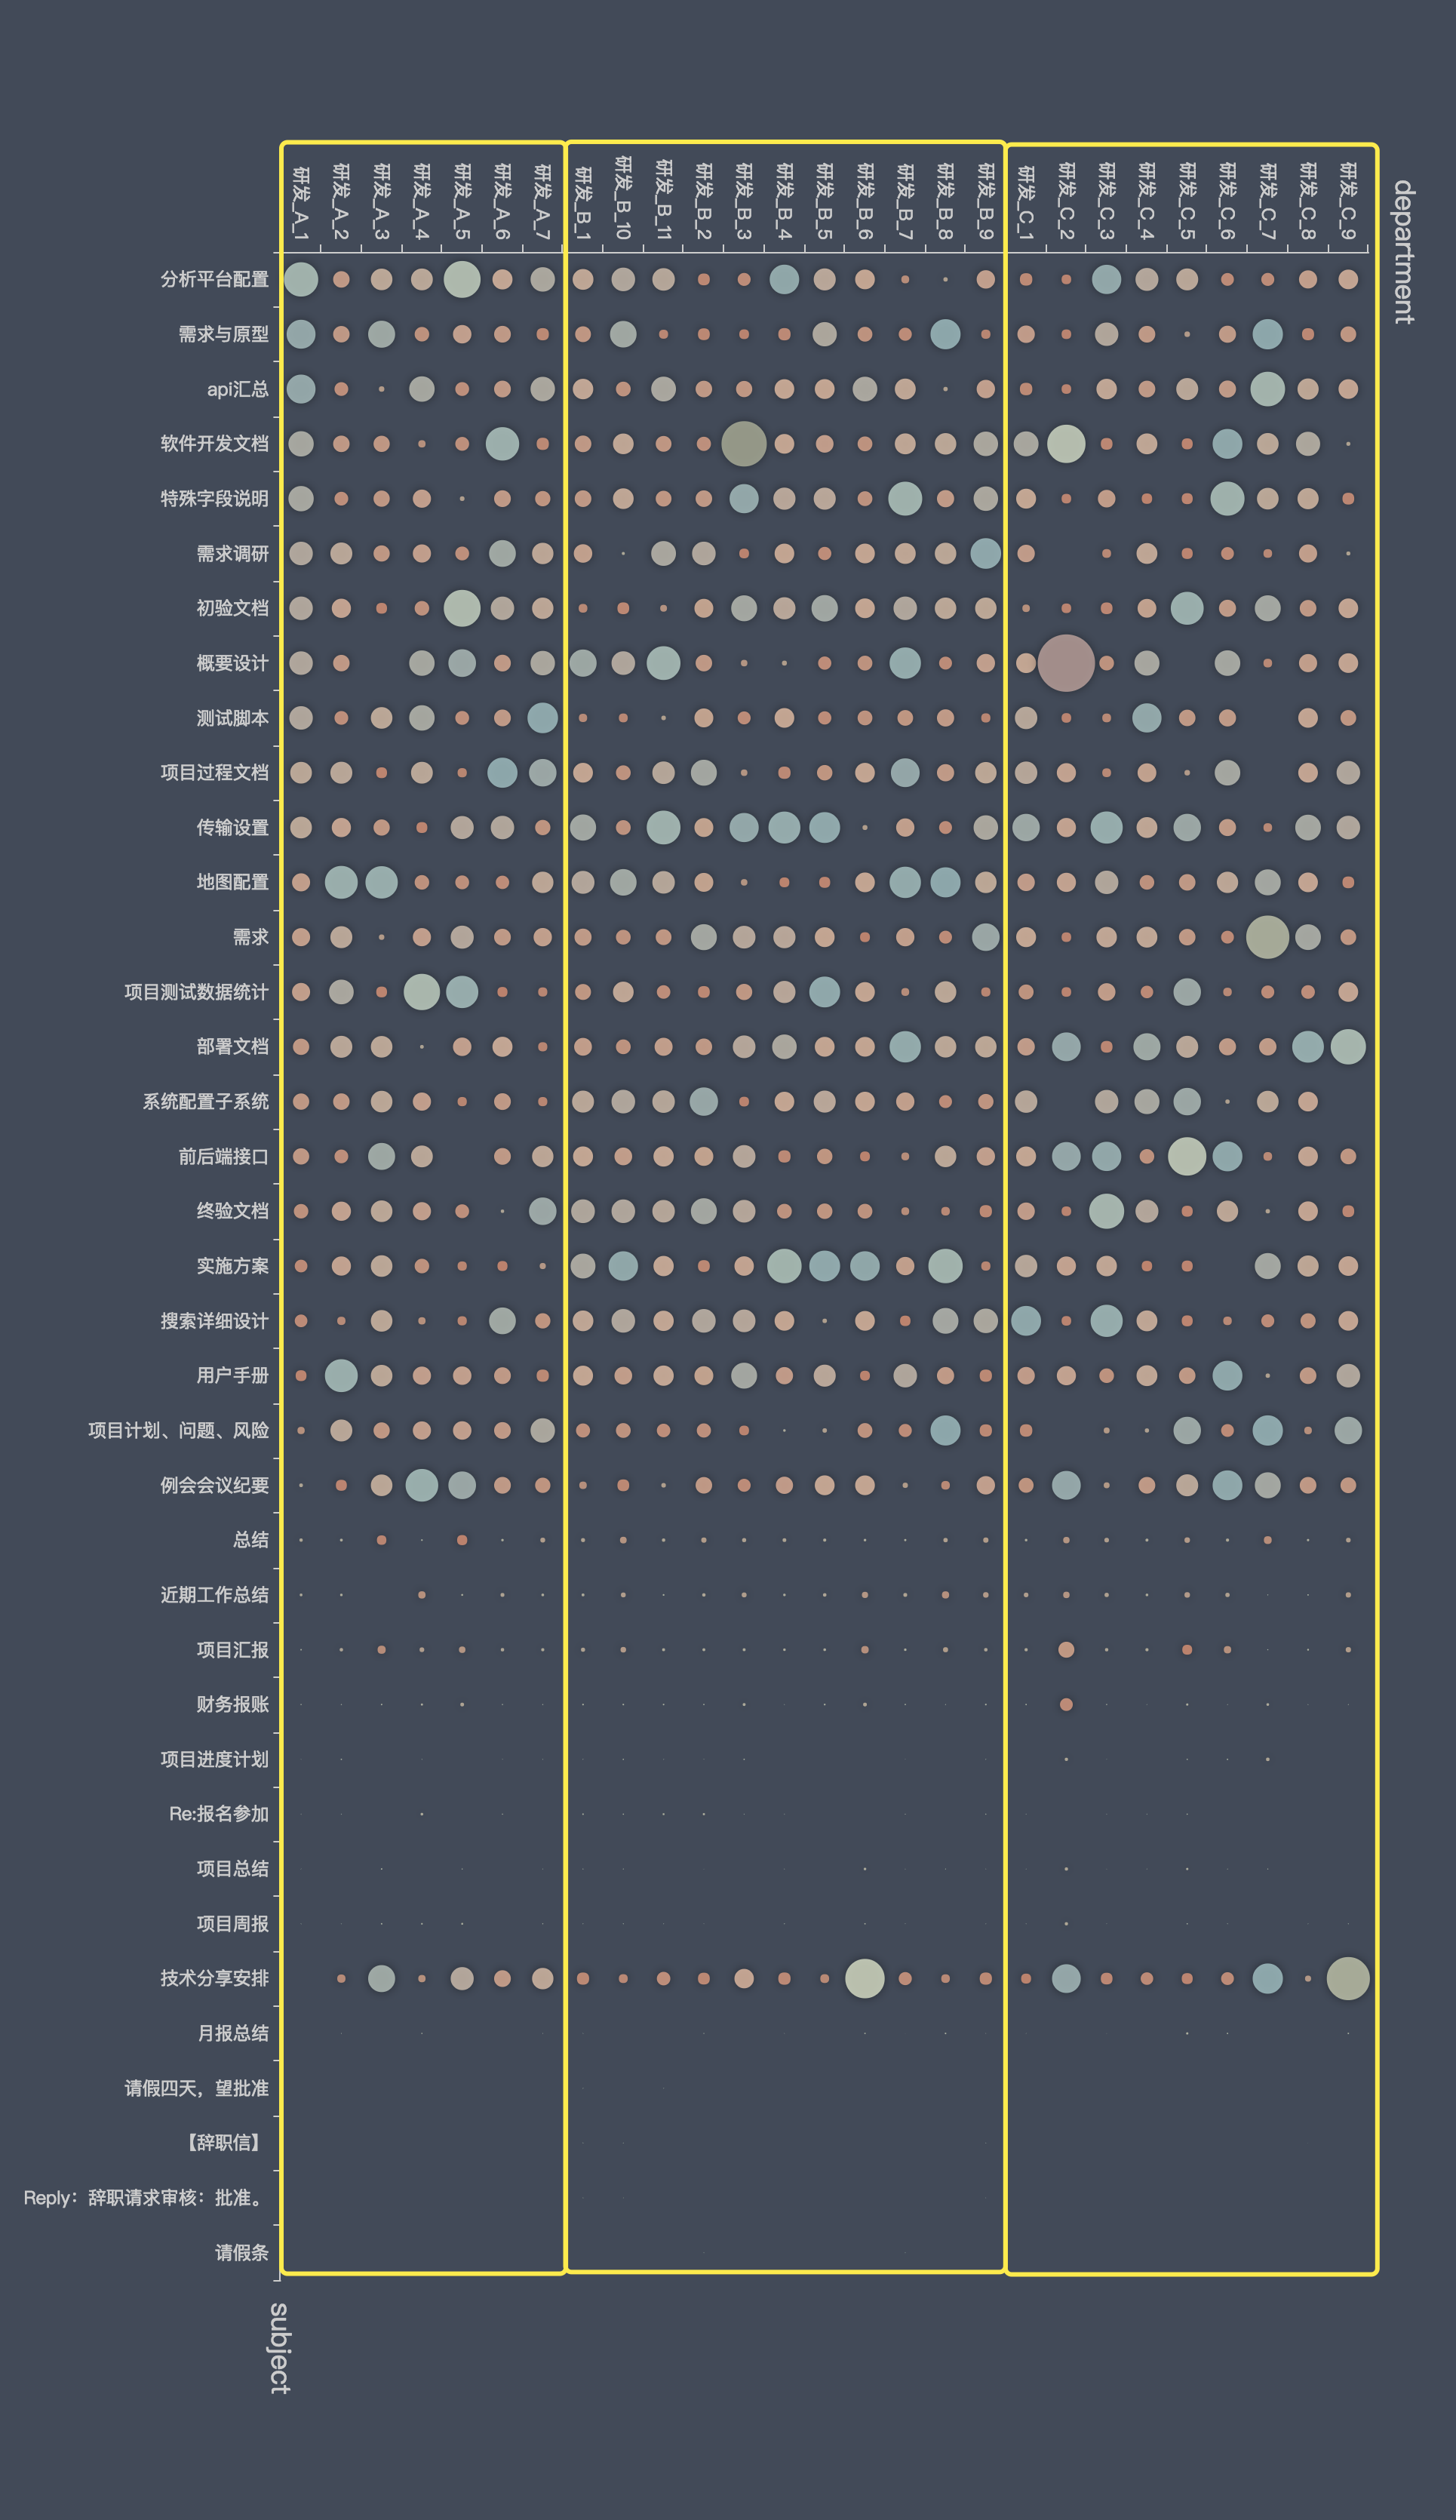 department
研发_A_1
研发_A_2
研发_A_3
研发_A_4
研发_A_5
研发_A_6
研发_A_7
研发_B_1
研发_B_10
研发_B_11
研发_B_2
研发_B_3
研发_B_4
研发_B_5
研发_B_6
研发_B_7
研发_B_8
研发_B_9
研发_C_1
研发_C_2
研发_C_3
研发_C_4
研发_C_5
研发_C_6
研发_C_7
研发_C_8
研发_C_9
分析平台配置
需求与原型
api汇总
软件开发文档
特殊字段说明
需求调研
初验文档
概要设计
测试脚本
项目过程文档
传输设置
地图配置
需求
项目测试数据统计
部署文档
系统配置子系统
前后端接口
终验文档
实施方案
搜索详细设计
用户手册
项目计划、问题、风险
例会会议纪要
总结
近期工作总结
项目汇报
财务报账
项目进度计划
Re:报名参加
项目总结
项目周报
技术分享安排
月报总结
请假四天，望批准
【辞职信】
Reply：辞职请求审核：批准。
请假条
subject